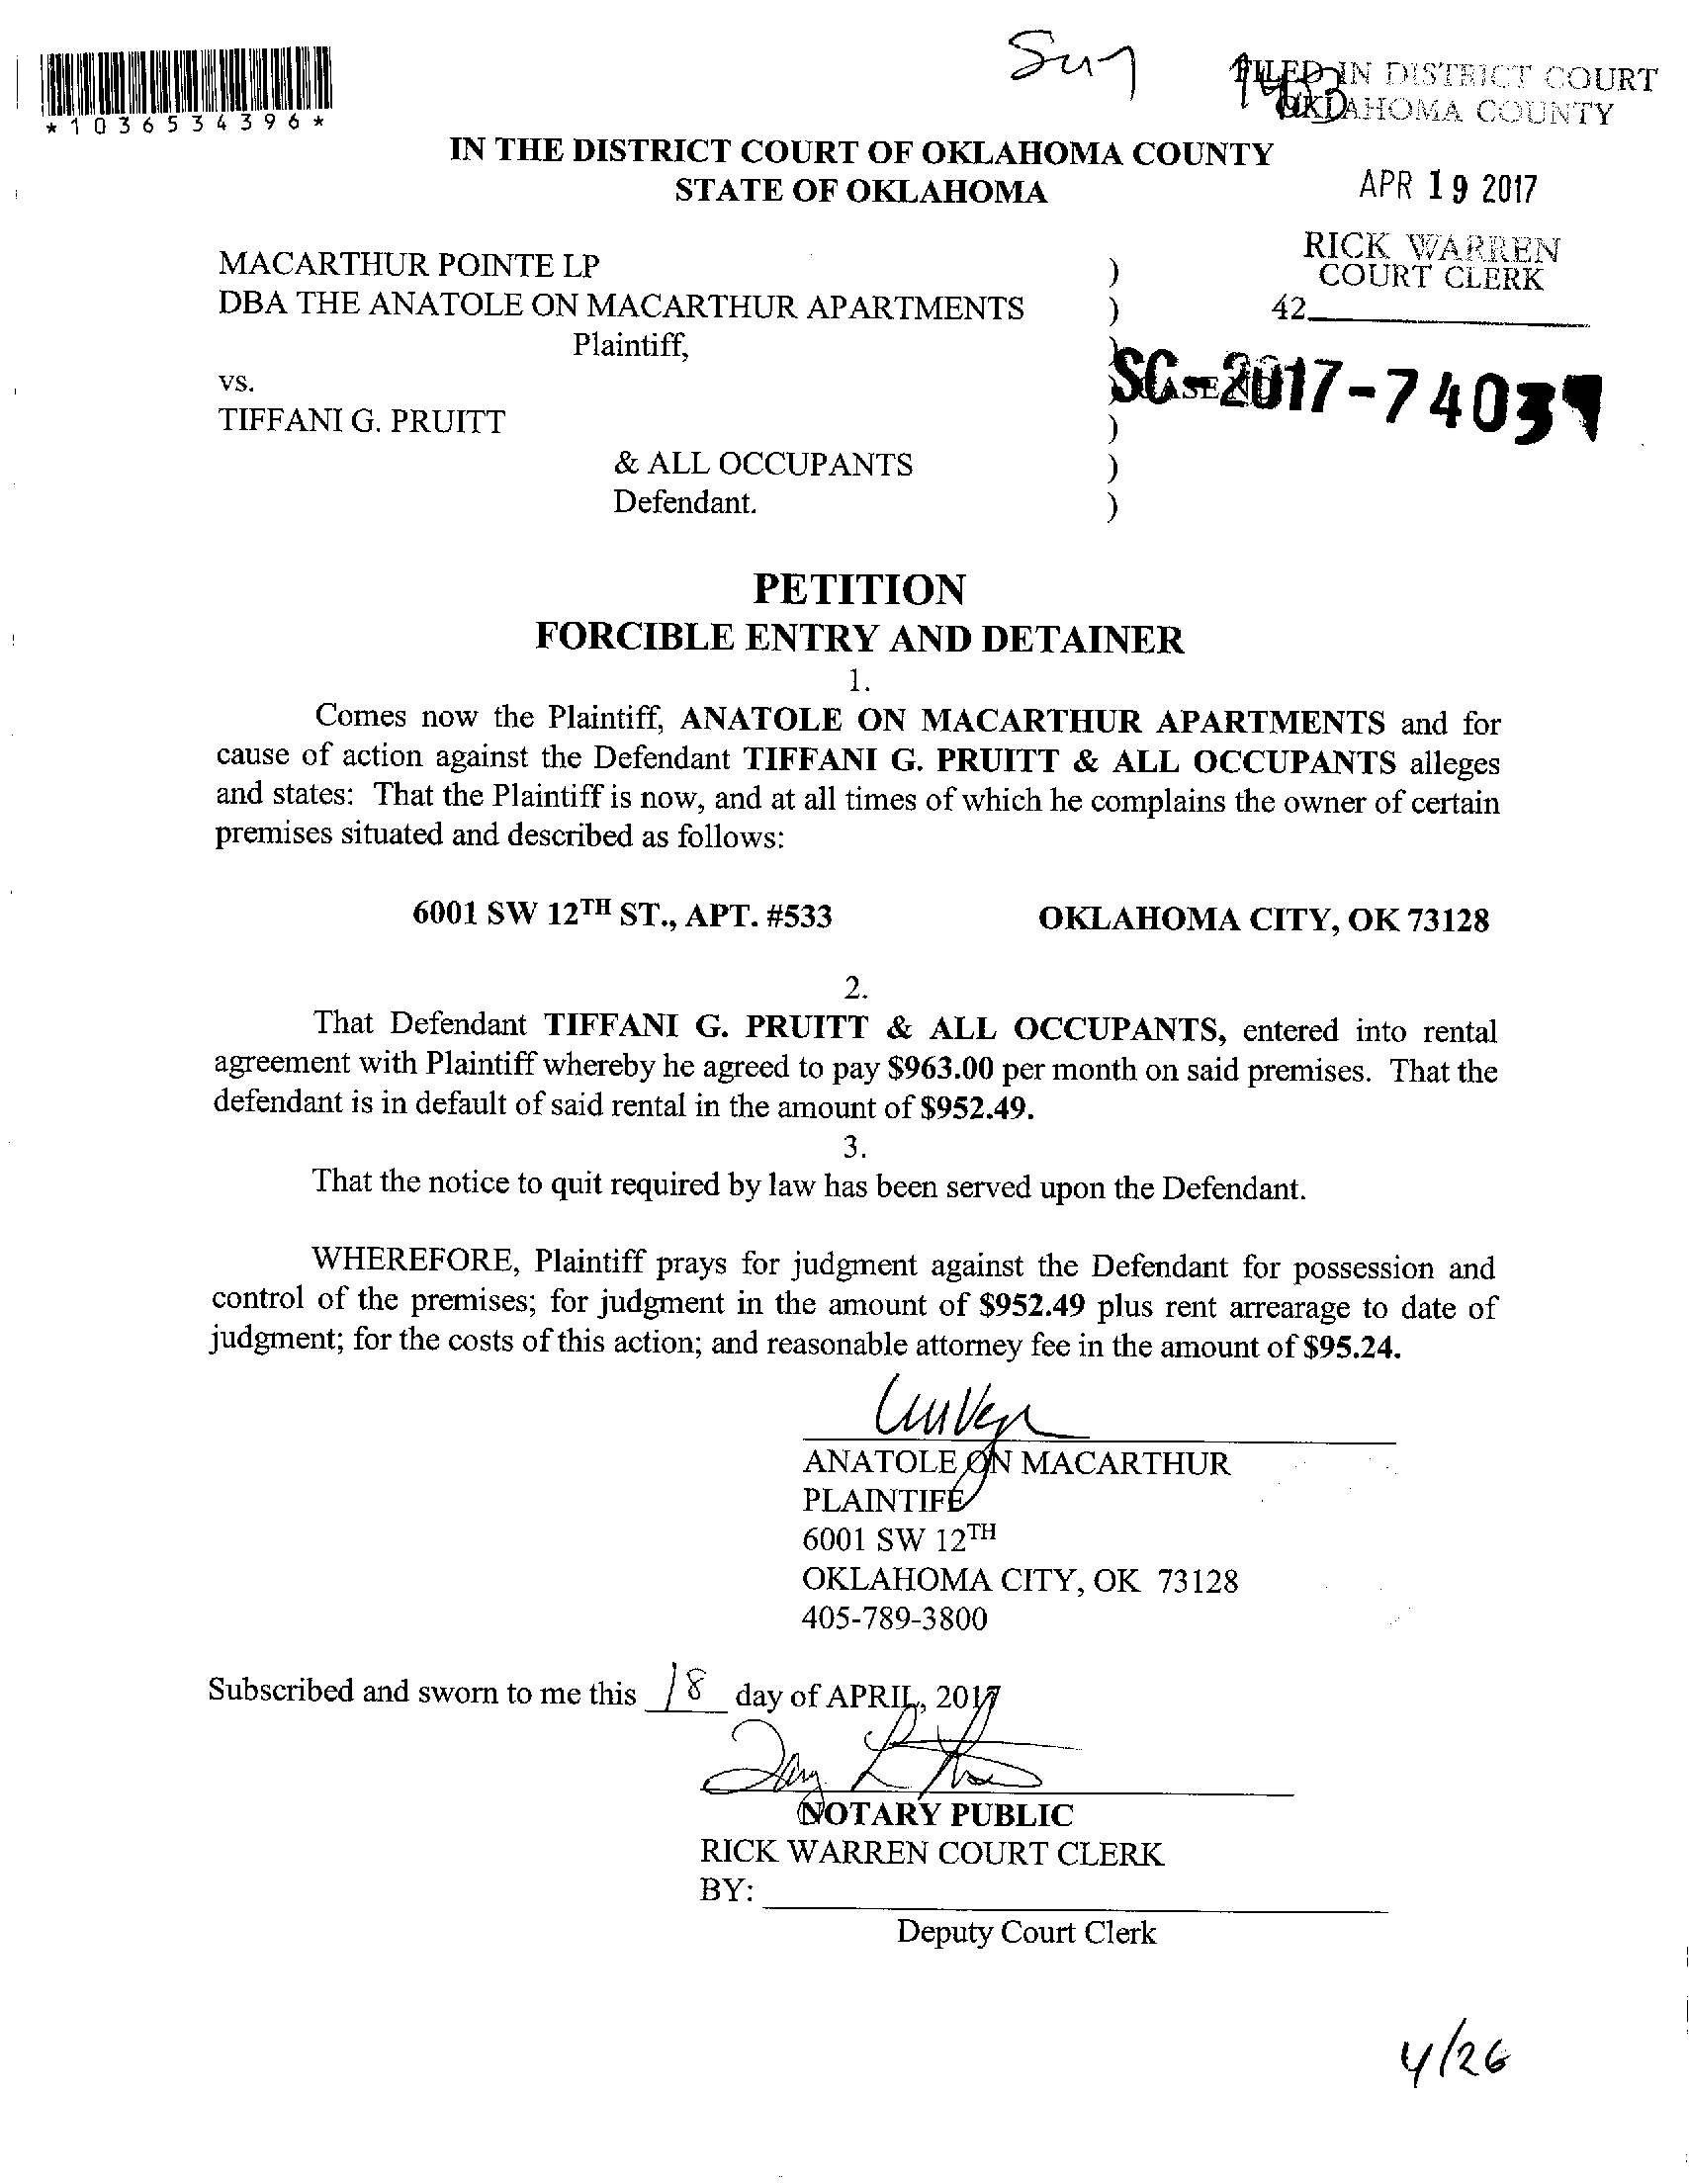 Sug
FILED IN DISTRICT COURT
OKLAHOMA COUNTY
*1036534396*
IN THE DISTRICT COURT OF OKLAHOMA COUNTY
STATE OF OKLAHOMA
APR 19 2017
RICK WARREN
COURT CLERK
42
MACARTHUR POINTE LP )
DBA THE ANATOLE ON MACARTHUR APARTMENTS )
Plaintiff, )
vs. ) CASE NO
SC-2017-7403
TIFFANI G. PRUITT )
& ALL OCCUPANTS )
Defendant. )
PETITION
FORCIBLE ENTRY AND DETAINER
1.
Comes now the Plaintiff, ANATOLE ON MACARTHUR APARTMENTS and for
cause of action against the Defendant TIFFANI G. PRUITT & ALL OCCUPANTS alleges
and states: That the Plaintiff is now, and at all times of which he complains the owner of certain
premises situated and described as follows:
6001 SW 12TH ST., APT. #533 OKLAHOMA CITY, OK 73128
2.
That Defendant TIFFANI G. PRUITT & ALL OCCUPANTS, entered into rental
agreement with Plaintiff whereby he agreed to pay $963.00 per month on said premises. That the
defendant is in default of said rental in the amount of $952.49.
3.
That the notice to quit required by law has been served upon the Defendant.
WHEREFORE, Plaintiff prays for judgment against the Defendant for possession and
control of the premises; for judgment in the amount of $952.49 plus rent arrearage to date of
judgment; for the costs of this action; and reasonable attorney fee in the amount of $95.24.
ANATOLE ON MACARTHUR
PLAINTIFF
6001 SW 12TH
OKLAHOMA CITY, OK 73128
405-789-3800
Subscribed and sworn to me this 18 day of APRIL, 2017
NOTARY PUBLIC
RICK WARREN COURT CLERK
BY:
Deputy Court Clerk
4/26